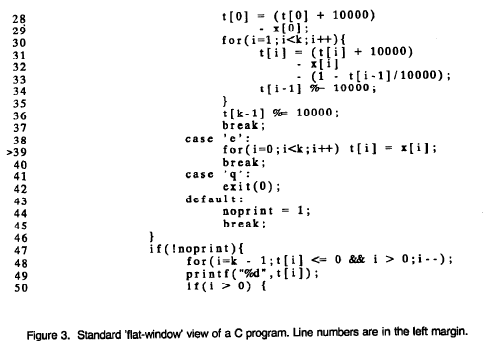 28 t[0] = (t[0] + 10000)
29 - x[0];
30 for(i=1;i<k;i++){
31 t[i] = (t[i] + 10000)
32 - x[i]
33 - (1 - t[i-1]/10000);
34 t[i-1] %= 10000;
35 }
36 t[k-1] %= 10000;
37 break;
38 case 'e':
>39 for(i=0;i<k;i++) t[i] = x[i];
40 break;
41 case 'q':
42 exit(0);
43 default:
44 noprint = 1;
45 break;
46 }
47 if(!noprint){
48 for(i=k - 1;t[i] <= 0 && i > 0;i--);
49 printf("%d",t[i]);
50 if(i > 0) {
Figure 3. Standard 'flat-window' view of a C program. Line numbers are in the left margin.